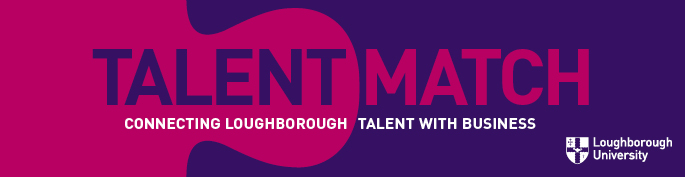 TALENT MATCH
CONNECTING LOUGHBOROUGH TALENT WITH BUSINESS
Loughborough
University